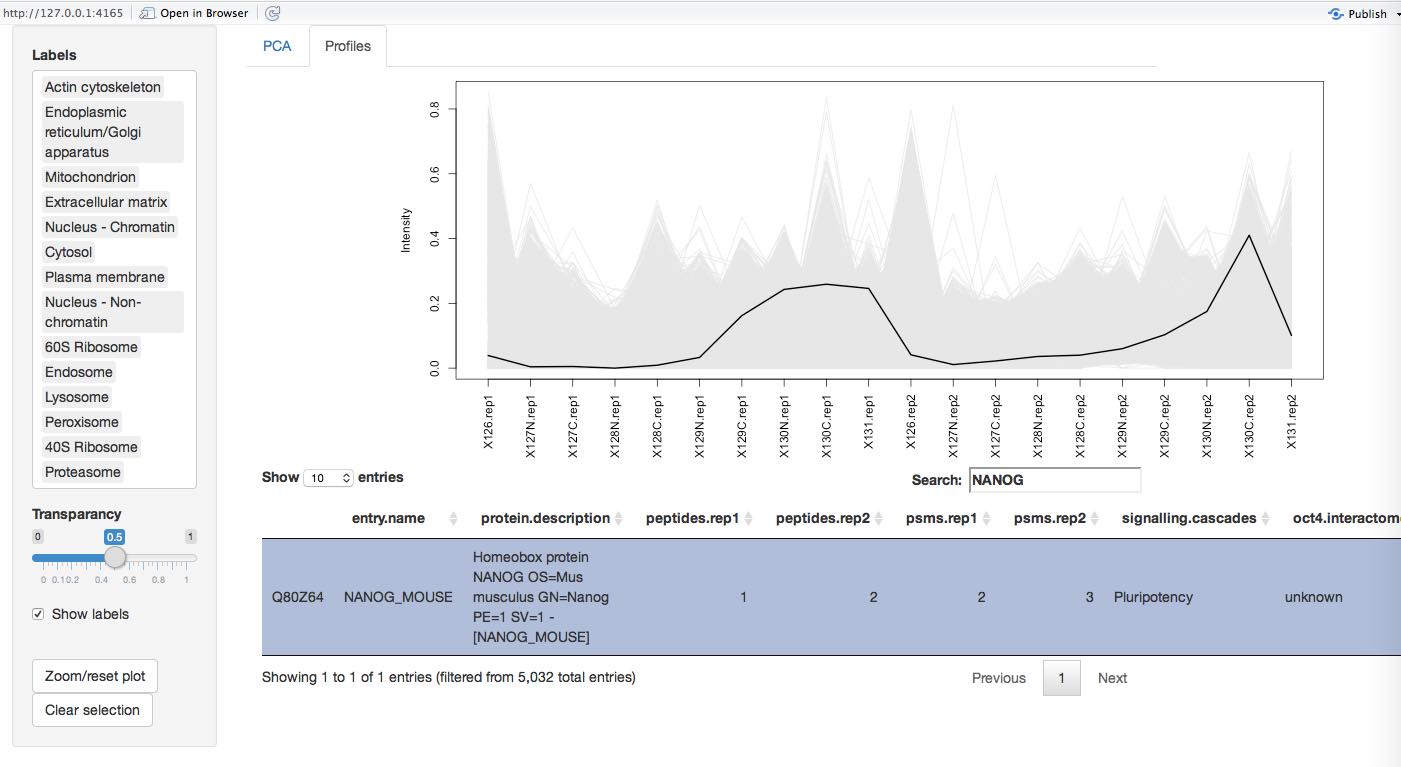 http://127.0.0.1:4165 Open in Browser Publish
Labels
Actin cytoskeleton
Endoplasmic
reticulum/Golgi
apparatus
Mitochondrion
Extracellular matrix
Nucleus - Chromatin
Cytosol
Plasma membrane
Nucleus - Non-
chromatin
60S Ribosome
Endosome
Lysosome
Peroxisome
40S Ribosome
Proteasome
Transparancy
0 0.5 1
0 0.1 0.2 0.4 0.6 0.8 1
Show labels
Zoom/reset plot
Clear selection
PCA Profiles
Intensity
0.8
0.6
0.4
0.2
0.0
X126.rep1 X127N.rep1 X127C.rep1 X128N.rep1 X128C.rep1 X129N.rep1 X129C.rep1 X130N.rep1 X130C.rep1 X131.rep1 X126.rep2 X127N.rep2 X127C.rep2 X128N.rep2 X128C.rep2 X129N.rep2 X129C.rep2 X130N.rep2 X130C.rep2 X131.rep2
Show 10 entries Search: NANOG
entry.name protein.description peptides.rep1 peptides.rep2 psms.rep1 psms.rep2 signalling.cascades oct4.interactome
Homeobox protein
NANOG OS=Mus
Q80Z64 NANOG_MOUSE musculus GN=Nanog 1 2 2 3 Pluripotency unknown
PE=1 SV=1 -
[NANOG_MOUSE]
Showing 1 to 1 of 1 entries (filtered from 5,032 total entries) Previous 1 Next